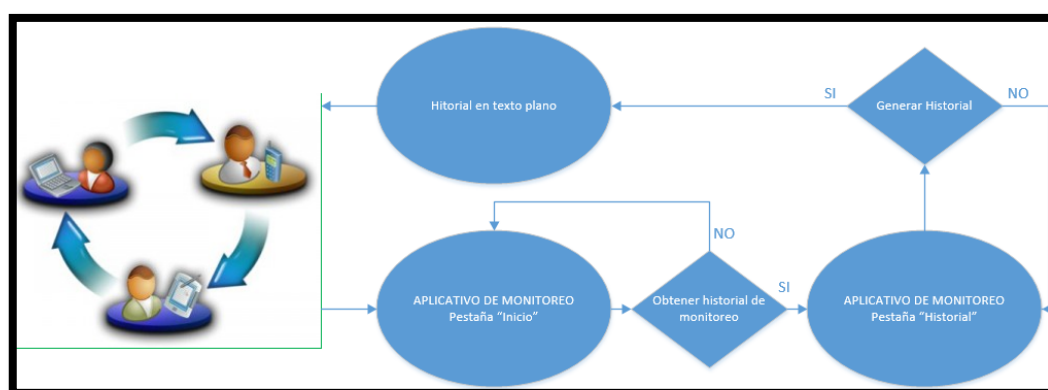 Hitorial en texto plano
SI
Generar Historial
NO
NO
APLICATIVO DE MONITOREO
Pestaña “Inicio”
Obtener historial de
monitoreo
SI
APLICATIVO DE MONITOREO
Pestaña “Historial”